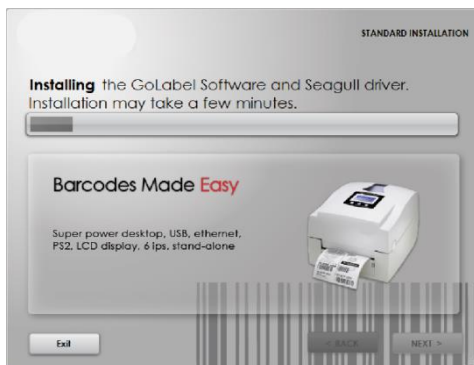 STANDARD INSTALLATION
Installing the GoLabel Software and Seagull driver.
Installation may take a few minutes.
Barcodes Made Easy
Super power desktop, USB, ethernet,
PS2, LCD display, 6 ips, stand-alone
Exit
< BACK
NEXT >